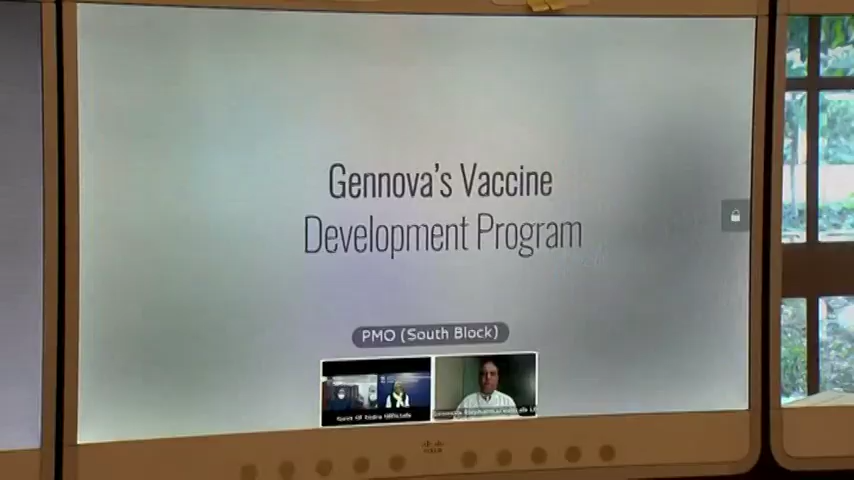 Gennova's Vaccine
Development Program
PMO (South Block)